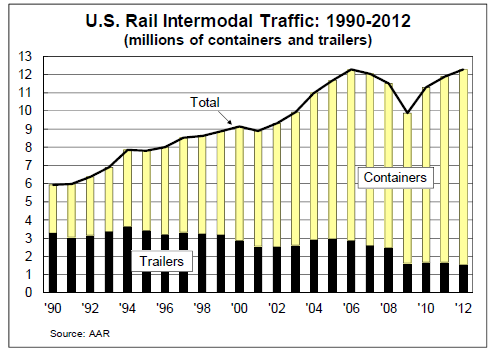 U.S. Rail Intermodal Traffic: 1990-2012
(millions of containers and trailers)
13
12
11
10
9
8
7
6
5
4
3
2
1
0
Total
Containers
Trailers
'90 '92 '94 '96 '98 '00 '02 '04 '06 '08 '10 '12
Source: AAR